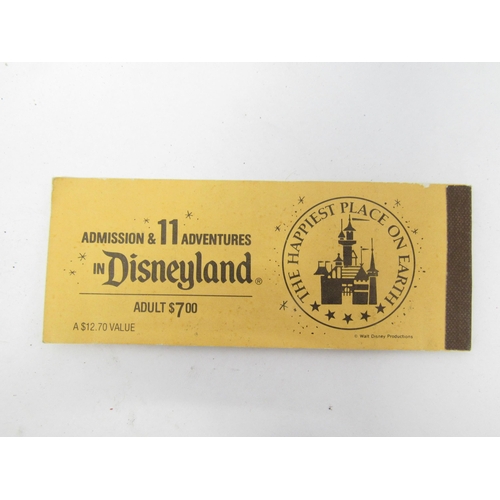 ADMISSION & 11 ADVENTURES
IN Disneyland®
ADULT $7.00
A $12.70 VALUE
THE HAPPIEST PLACE ON EARTH
© Walt Disney Productions